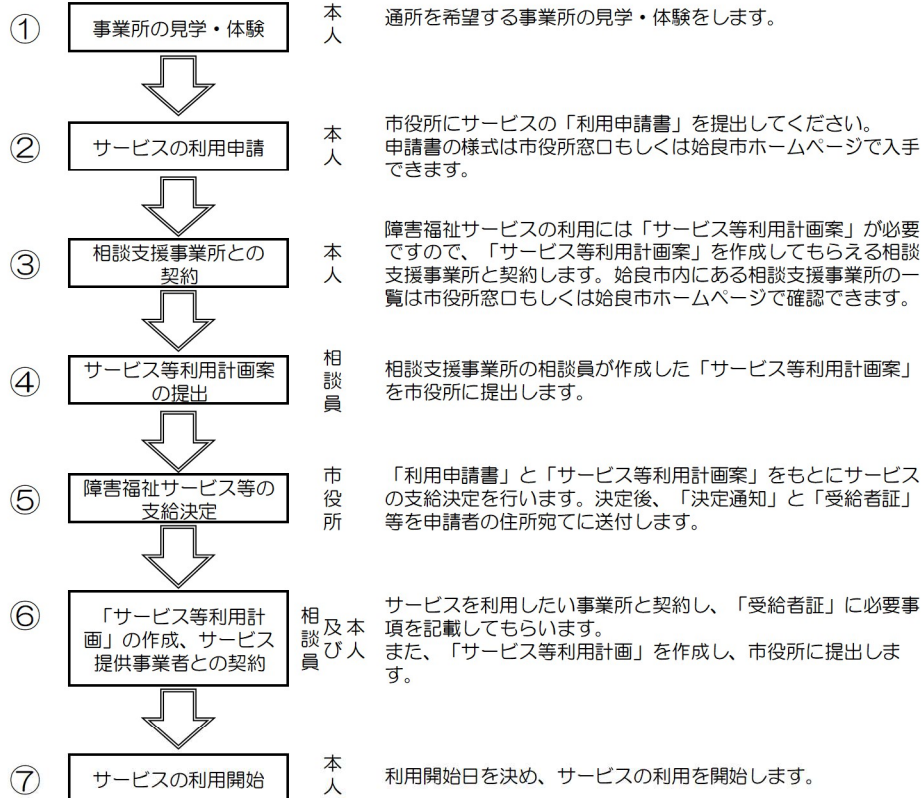 ①
事業所の見学・体験
本人
通所を希望する事業所の見学・体験をします。
②
サービスの利用申請
本人
市役所にサービスの「利用申請書」を提出してください。
申請書の様式は市役所窓口もしくは姶良市ホームページで入手
できます。
③
相談支援事業所との
契約
本人
障害福祉サービスの利用には「サービス等利用計画案」が必要
ですので、「サービス等利用計画案」を作成してもらえる相談
支援事業所と契約します。姶良市内にある相談支援事業所の一
覧は市役所窓口もしくは姶良市ホームページで確認できます。
④
サービス等利用計画案
の提出
相談員
相談支援事業所の相談員が作成した「サービス等利用計画案」
を市役所に提出します。
⑤
障害福祉サービス等の
支給決定
市役所
「利用申請書」と「サービス等利用計画案」をもとにサービス
の支給決定を行います。決定後、「決定通知」と「受給者証」
等を申請者の住所宛てに送付します。
⑥
「サービス等利用計
画」の作成、サービス
提供事業者との契約
相談員
及び
本人
サービスを利用したい事業所と契約し、「受給者証」に必要事
項を記載してもらいます。
また、「サービス等利用計画」を作成し、市役所に提出しま
す。
⑦
サービスの利用開始
本人
利用開始日を決め、サービスの利用を開始します。